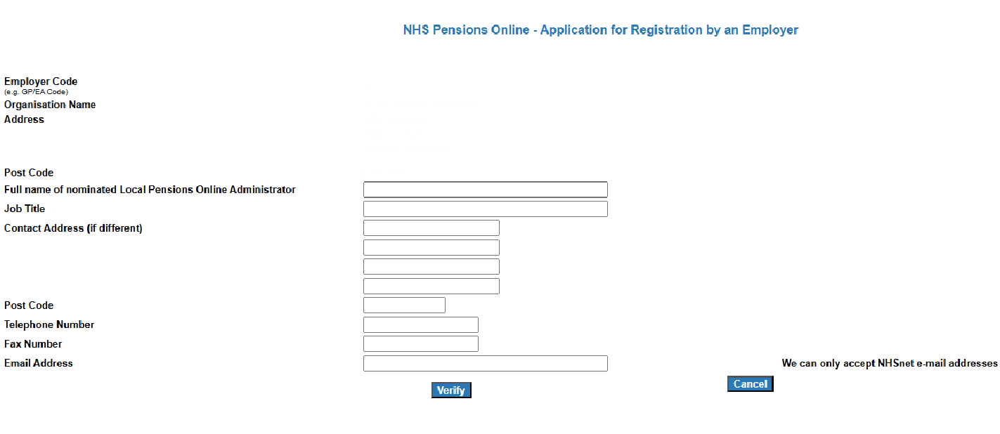 NHS Pensions Online - Application for Registration by an Employer
Employer Code
(e.g. GP/EA Code)
Organisation Name
Address
Post Code
Full name of nominated Local Pensions Online Administrator
Job Title
Contact Address (if different)
Post Code
Telephone Number
Fax Number
Email Address
We can only accept NHSnet e-mail addresses
Verify
Cancel